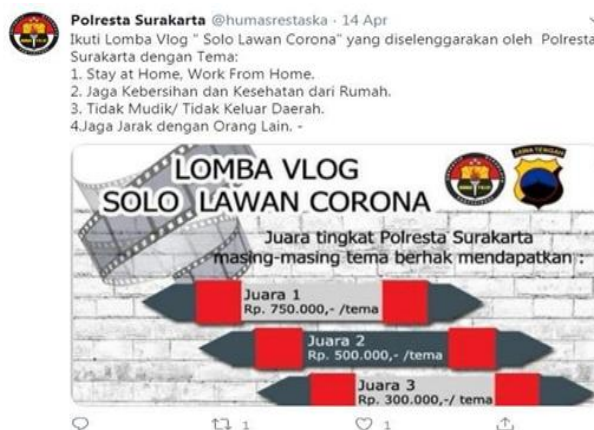 Polresta Surakarta @humasrestaska · 14 Apr
Ikuti Lomba Vlog " Solo Lawan Corona" yang diselenggarakan oleh Polresta
Surakarta dengan Tema:
1. Stay at Home, Work From Home.
2. Jaga Kebersihan dan Kesehatan dari Rumah.
3. Tidak Mudik/ Tidak Keluar Daerah.
4.Jaga Jarak dengan Orang Lain. -
LOMBA VLOG
SOLO LAWAN CORONA
JAWA TENGAH
Juara tingkat Polresta Surakarta
masing-masing tema berhak mendapatkan :
Juara 1
Rp. 750.000,- /tema
Juara 2
Rp. 500.000,- /tema
Juara 3
Rp. 300.000,- / tema
1
1